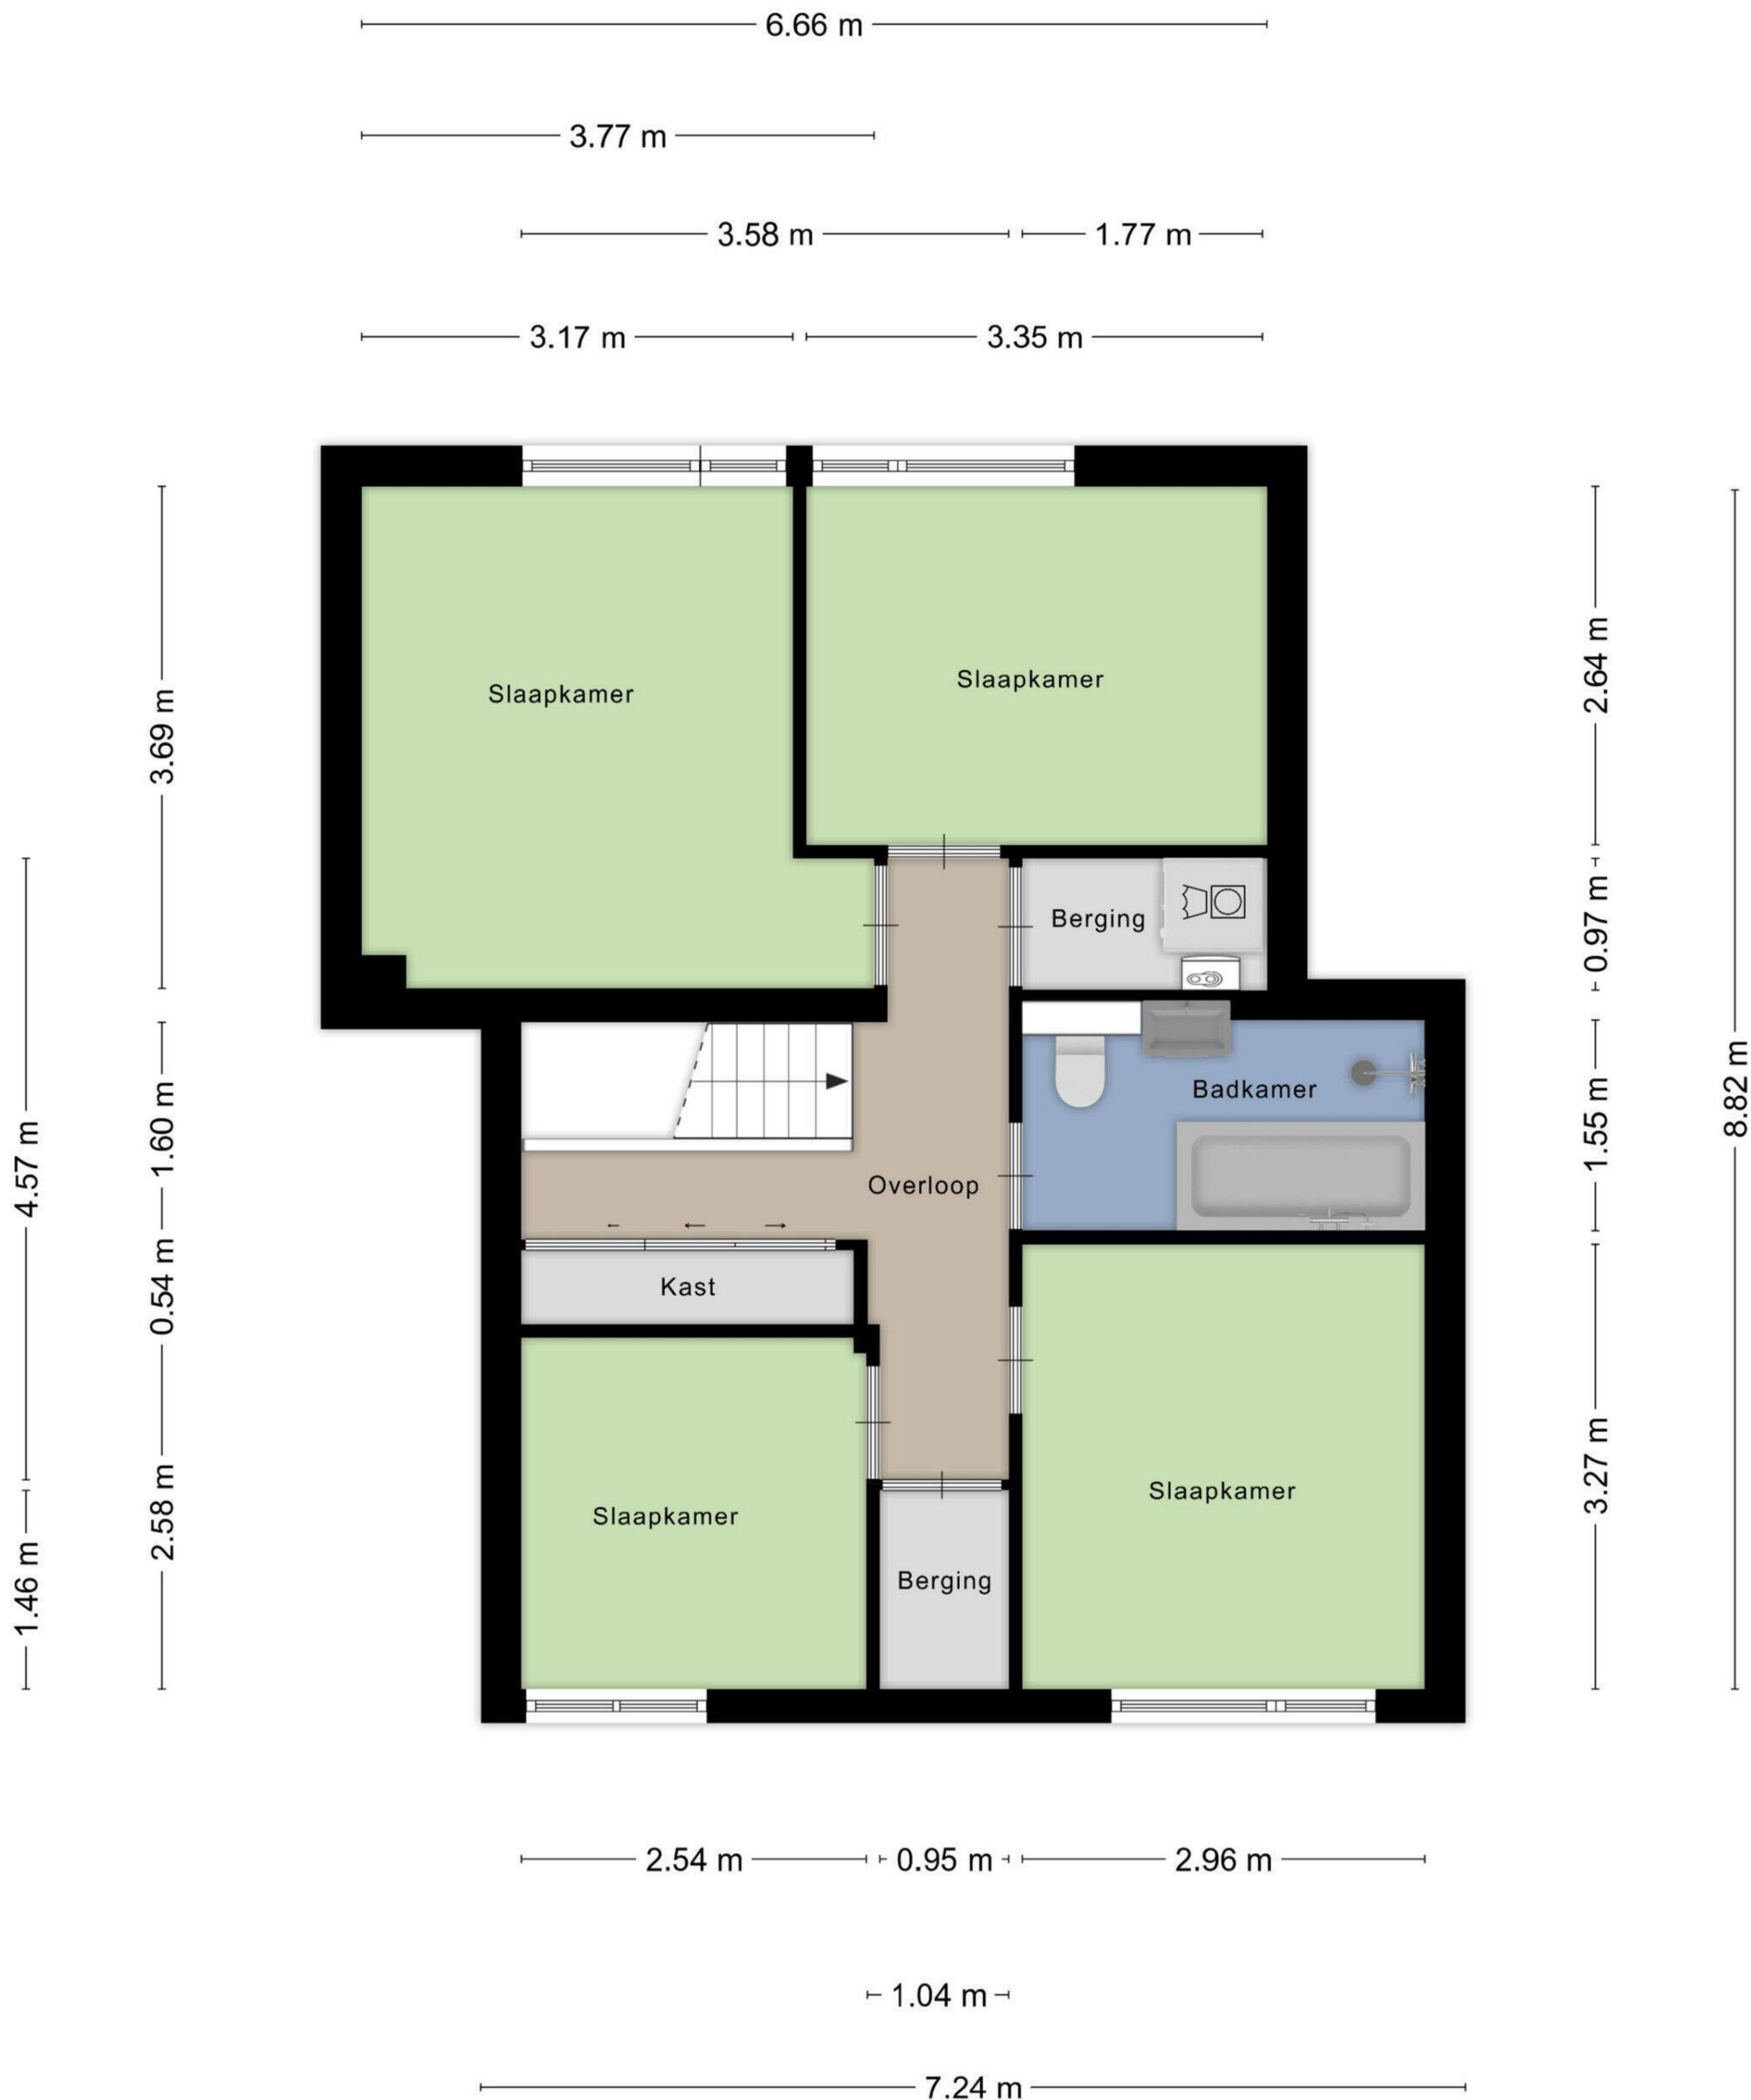 6.66 m
3.77 m
3.58 m
1.77 m
3.17 m
3.35 m
Slaapkamer
Slaapkamer
3.69 m
2.64 m
Berging
0.97 m
4.57 m
1.60 m
Badkamer
1.55 m
8.82 m
Overloop
0.54 m
Kast
2.58 m
Slaapkamer
Slaapkamer
3.27 m
1.46 m
Berging
2.54 m
0.95 m
2.96 m
1.04 m
7.24 m